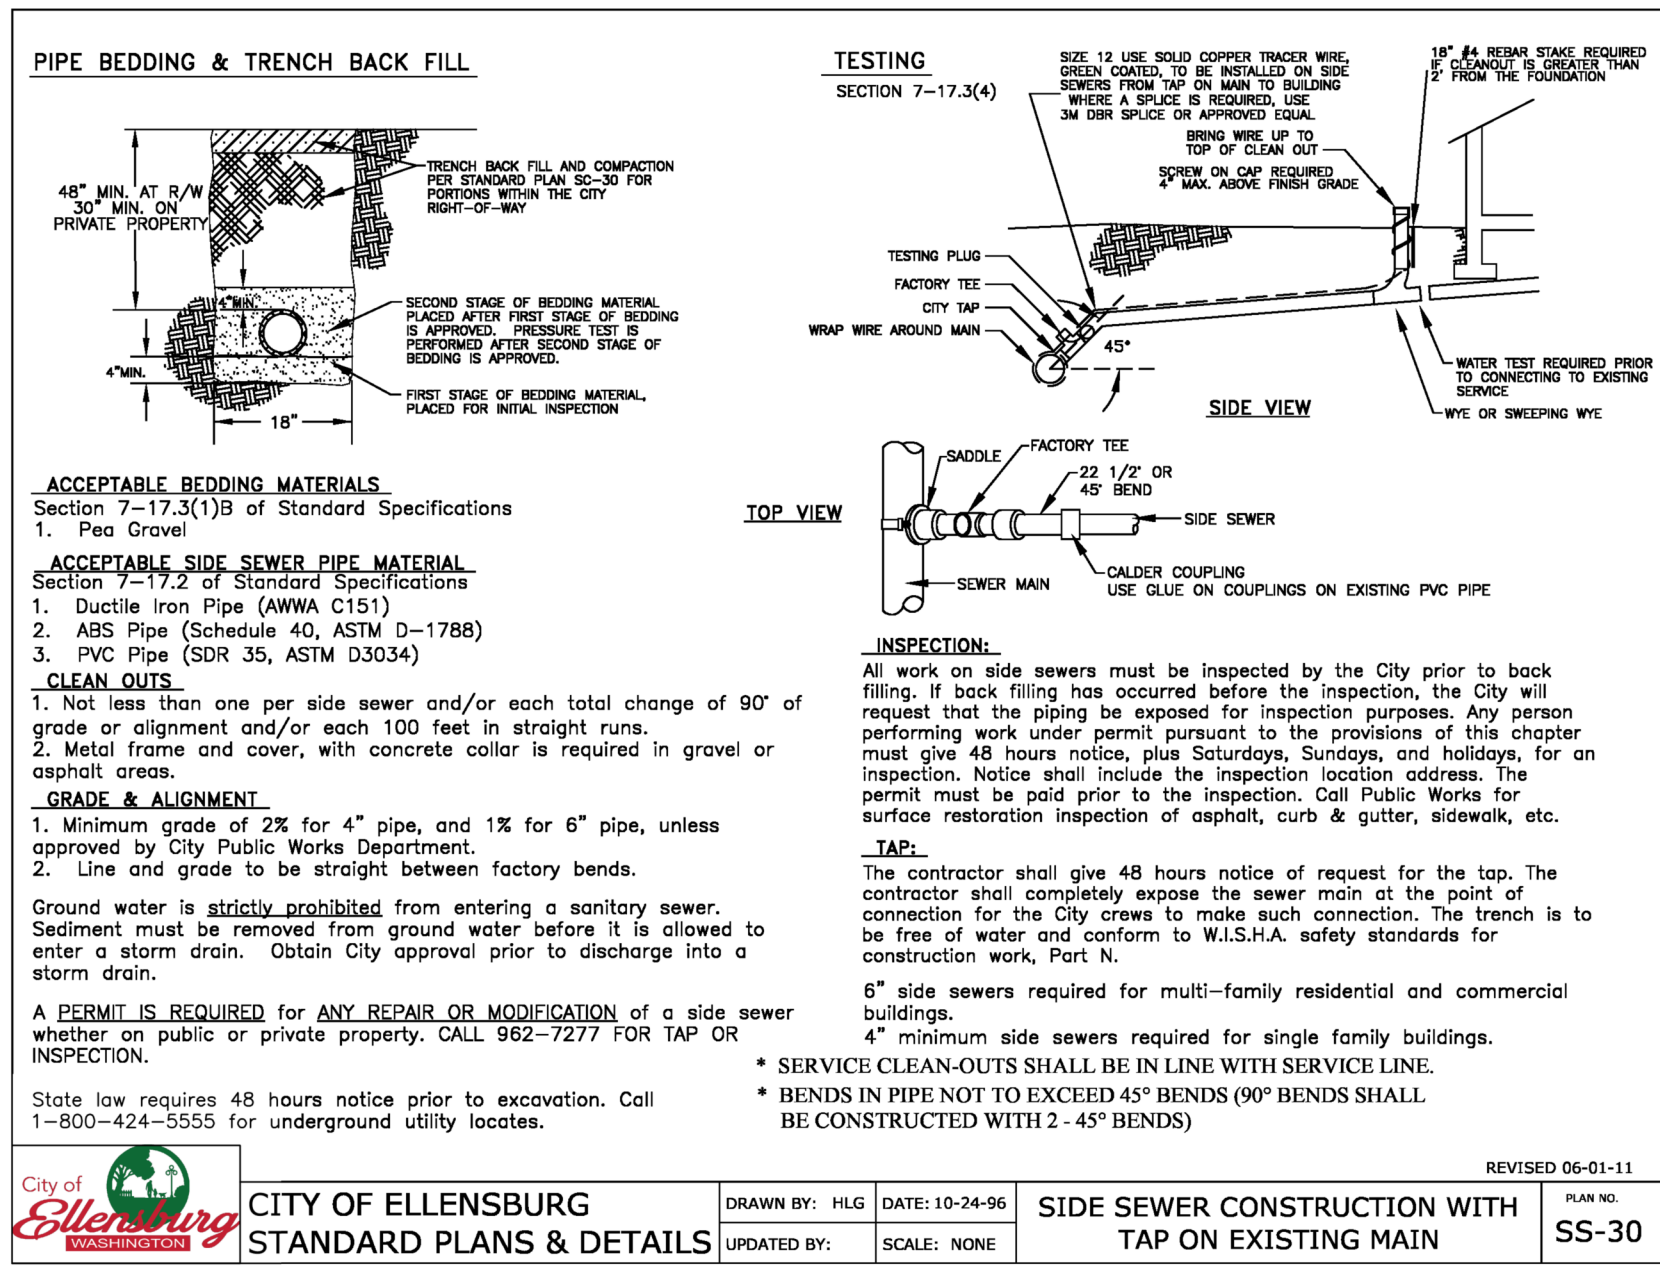 PIPE BEDDING & TRENCH BACK FILL
48" MIN. AT R/W
30" MIN. ON
PRIVATE PROPERTY
TRENCH BACK FILL AND COMPACTION
PER STANDARD PLAN SC-30 FOR
PORTIONS WITHIN THE CITY
RIGHT-OF-WAY
4"MIN.
SECOND STAGE OF BEDDING MATERIAL
PLACED AFTER FIRST STAGE OF BEDDING
IS APPROVED. PRESSURE TEST IS
PERFORMED AFTER SECOND STAGE OF
BEDDING IS APPROVED.
4"MIN.
FIRST STAGE OF BEDDING MATERIAL,
PLACED FOR INITIAL INSPECTION
18"
ACCEPTABLE BEDDING MATERIALS
Section 7-17.3(1)B of Standard Specifications
1. Pea Gravel
ACCEPTABLE SIDE SEWER PIPE MATERIAL
Section 7-17.2 of Standard Specifications
1. Ductile Iron Pipe (AWWA C151)
2. ABS Pipe (Schedule 40, ASTM D-1788)
3. PVC Pipe (SDR 35, ASTM D3034)
CLEAN OUTS
1. Not less than one per side sewer and/or each total change of 90° of
grade or alignment and/or each 100 feet in straight runs.
2. Metal frame and cover, with concrete collar is required in gravel or
asphalt areas.
GRADE & ALIGNMENT
1. Minimum grade of 2% for 4" pipe, and 1% for 6" pipe, unless
approved by City Public Works Department.
2. Line and grade to be straight between factory bends.
Ground water is strictly prohibited from entering a sanitary sewer.
Sediment must be removed from ground water before it is allowed to
enter a storm drain. Obtain City approval prior to discharge into a
storm drain.
A PERMIT IS REQUIRED for ANY REPAIR OR MODIFICATION of a side sewer
whether on public or private property. CALL 962-7277 FOR TAP OR
INSPECTION.
State law requires 48 hours notice prior to excavation. Call
1-800-424-5555 for underground utility locates.
TESTING
SECTION 7-17.3(4)
SIZE 12 USE SOLID COPPER TRACER WIRE,
GREEN COATED, TO BE INSTALLED ON SIDE
SEWERS FROM TAP ON MAIN TO BUILDING
WHERE A SPLICE IS REQUIRED, USE
3M DBR SPLICE OR APPROVED EQUAL
18" #4 REBAR STAKE REQUIRED
IF CLEANOUT IS GREATER THAN
2' FROM THE FOUNDATION
BRING WIRE UP TO
TOP OF CLEAN OUT
SCREW ON CAP REQUIRED
4" MAX. ABOVE FINISH GRADE
TESTING PLUG
FACTORY TEE
CITY TAP
WRAP WIRE AROUND MAIN
45°
WATER TEST REQUIRED PRIOR
TO CONNECTING TO EXISTING
SERVICE
WYE OR SWEEPING WYE
SIDE VIEW
TOP VIEW
SADDLE
FACTORY TEE
22 1/2° OR
45° BEND
SIDE SEWER
SEWER MAIN
CALDER COUPLING
USE GLUE ON COUPLINGS ON EXISTING PVC PIPE
INSPECTION:
All work on side sewers must be inspected by the City prior to back
filling. If back filling has occurred before the inspection, the City will
request that the piping be exposed for inspection purposes. Any person
performing work under permit pursuant to the provisions of this chapter
must give 48 hours notice, plus Saturdays, Sundays, and holidays, for an
inspection. Notice shall include the inspection location address. The
permit must be paid prior to the inspection. Call Public Works for
surface restoration inspection of asphalt, curb & gutter, sidewalk, etc.
TAP:
The contractor shall give 48 hours notice of request for the tap. The
contractor shall completely expose the sewer main at the point of
connection for the City crews to make such connection. The trench is to
be free of water and conform to W.I.S.H.A. safety standards for
construction work, Part N.
6" side sewers required for multi-family residential and commercial
buildings.
4" minimum side sewers required for single family buildings.
* SERVICE CLEAN-OUTS SHALL BE IN LINE WITH SERVICE LINE.
* BENDS IN PIPE NOT TO EXCEED 45° BENDS (90° BENDS SHALL
BE CONSTRUCTED WITH 2 - 45° BENDS)
REVISED 06-01-11
City of
Ellensburg
WASHINGTON
CITY OF ELLENSBURG
STANDARD PLANS & DETAILS
DRAWN BY: HLG
DATE: 10-24-96
UPDATED BY:
SCALE: NONE
SIDE SEWER CONSTRUCTION WITH
TAP ON EXISTING MAIN
PLAN NO.
SS-30